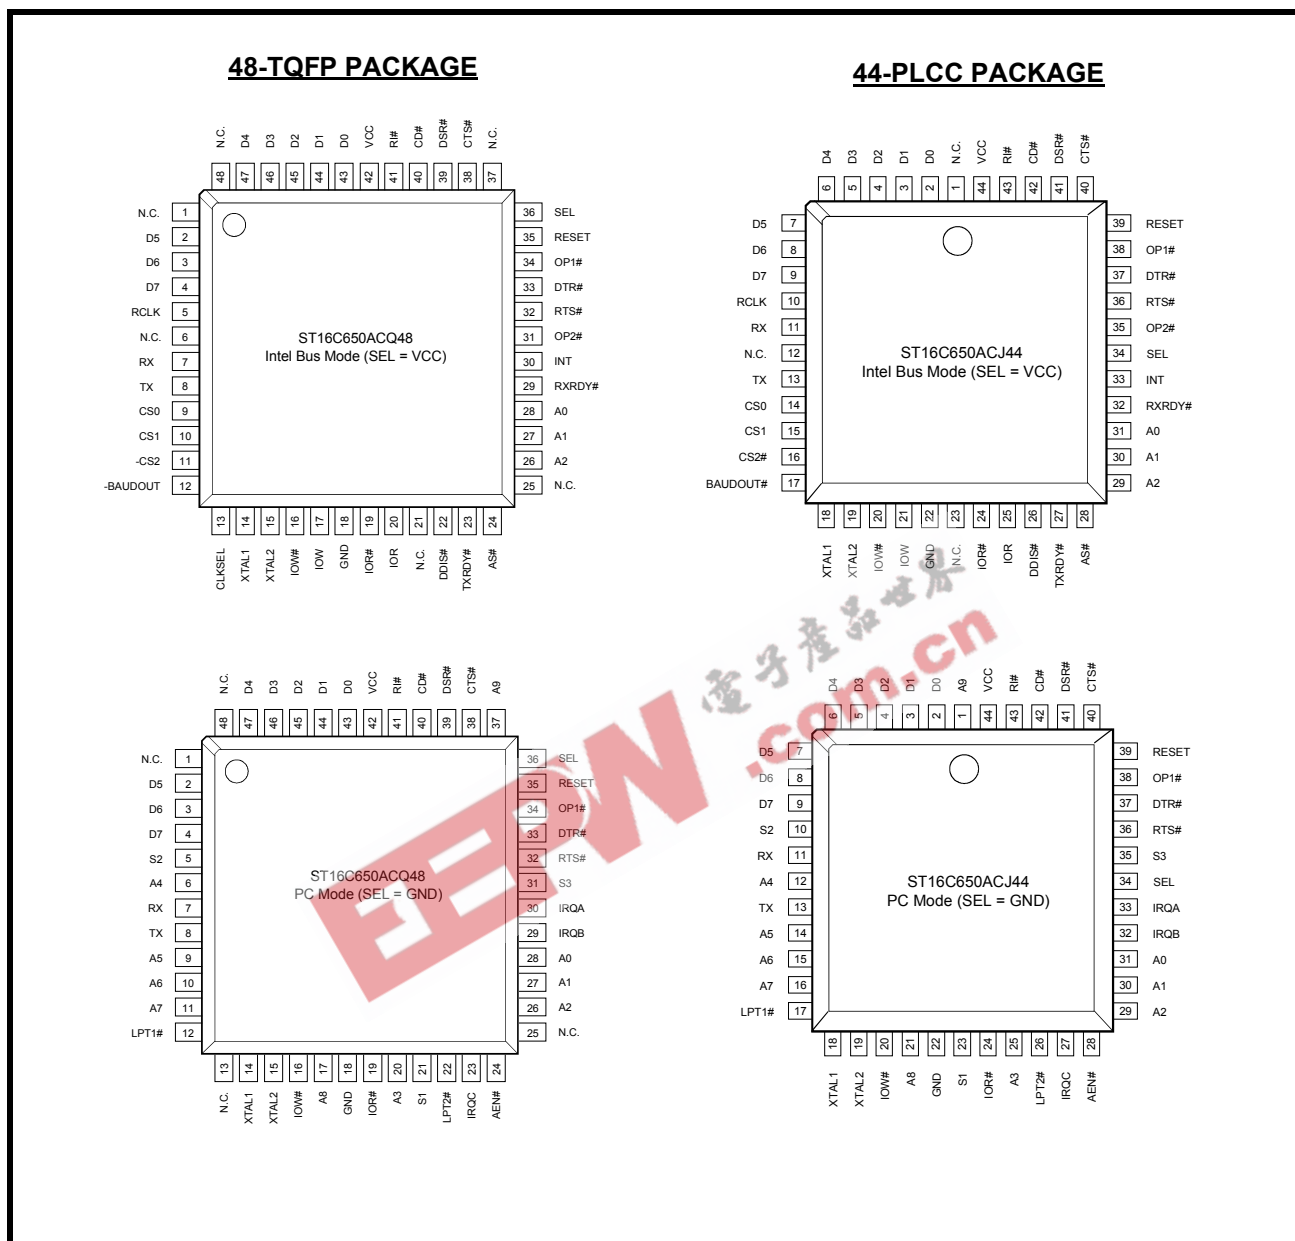 48-TQFP PACKAGE
44-PLCC PACKAGE
N.C. D4 D3 D2 D1 D0 VCC RI# CD# DSR# CTS# N.C.
48 47 46 45 44 43 42 41 40 39 38 37
N.C. 1
D5 2
D6 3
D7 4
RCLK 5
N.C. 6
RX 7
TX 8
CS0 9
CS1 10
-CS2 11
-BAUDOUT 12
ST16C650ACQ48
Intel Bus Mode (SEL = VCC)
36 SEL
35 RESET
34 OP1#
33 DTR#
32 RTS#
31 OP2#
30 INT
29 RXRDY#
28 A0
27 A1
26 A2
25 N.C.
13 14 15 16 17 18 19 20 21 22 23 24
CLKSEL XTAL1 XTAL2 IOW# IOW GND IOR# IOR N.C. DDIS# TXRDY# AS#
D4 D3 D2 D1 D0 N.C. VCC RI# CD# DSR# CTS#
6 5 4 3 2 1 44 43 42 41 40
D5 7
D6 8
D7 9
RCLK 10
RX 11
N.C. 12
TX 13
CS0 14
CS1 15
CS2# 16
BAUDOUT# 17
ST16C650ACJ44
Intel Bus Mode (SEL = VCC)
39 RESET
38 OP1#
37 DTR#
36 RTS#
35 OP2#
34 SEL
33 INT
32 RXRDY#
31 A0
30 A1
29 A2
18 19 20 21 22 23 24 25 26 27 28
XTAL1 XTAL2 IOW# IOW GND N.C. IOR# IOR DDIS# TXRDY# AS#
N.C. D4 D3 D2 D1 D0 VCC RI# CD# DSR# CTS# A9
48 47 46 45 44 43 42 41 40 39 38 37
N.C. 1
D5 2
D6 3
D7 4
S2 5
A4 6
RX 7
TX 8
A5 9
A6 10
A7 11
LPT1# 12
ST16C650ACQ48
PC Mode (SEL = GND)
36 SEL
35 RESET
34 OP1#
33 DTR#
32 RTS#
31 S3
30 IRQA
29 IRQB
28 A0
27 A1
26 A2
25 N.C.
13 14 15 16 17 18 19 20 21 22 23 24
N.C. XTAL1 XTAL2 IOW# A8 GND IOR# A3 S1 LPT2# IRQC AEN#
D4 D3 D2 D1 D0 A9 VCC RI# CD# DSR# CTS#
6 5 4 3 2 1 44 43 42 41 40
D5 7
D6 8
D7 9
S2 10
RX 11
A4 12
TX 13
A5 14
A6 15
A7 16
LPT1# 17
ST16C650ACJ44
PC Mode (SEL = GND)
39 RESET
38 OP1#
37 DTR#
36 RTS#
35 S3
34 SEL
33 IRQA
32 IRQB
31 A0
30 A1
29 A2
18 19 20 21 22 23 24 25 26 27 28
XTAL1 XTAL2 IOW# A8 GND S1 IOR# A3 LPT2# IRQC AEN#
電子產品世界
EEPW.com.cn